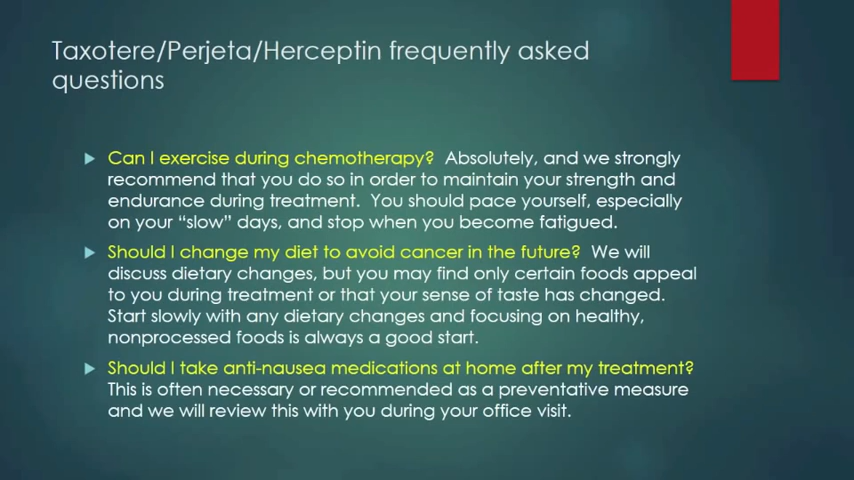 Taxotere/Perjeta/Herceptin frequently asked
questions
Can I exercise during chemotherapy?  Absolutely, and we strongly
recommend that you do so in order to maintain your strength and
endurance during treatment.  You should pace yourself, especially
on your “slow” days, and stop when you become fatigued.
Should I change my diet to avoid cancer in the future?  We will
discuss dietary changes, but you may find only certain foods appeal
to you during treatment or that your sense of taste has changed.
Start slowly with any dietary changes and focusing on healthy,
nonprocessed foods is always a good start.
Should I take anti-nausea medications at home after my treatment?
This is often necessary or recommended as a preventative measure
and we will review this with you during your office visit.